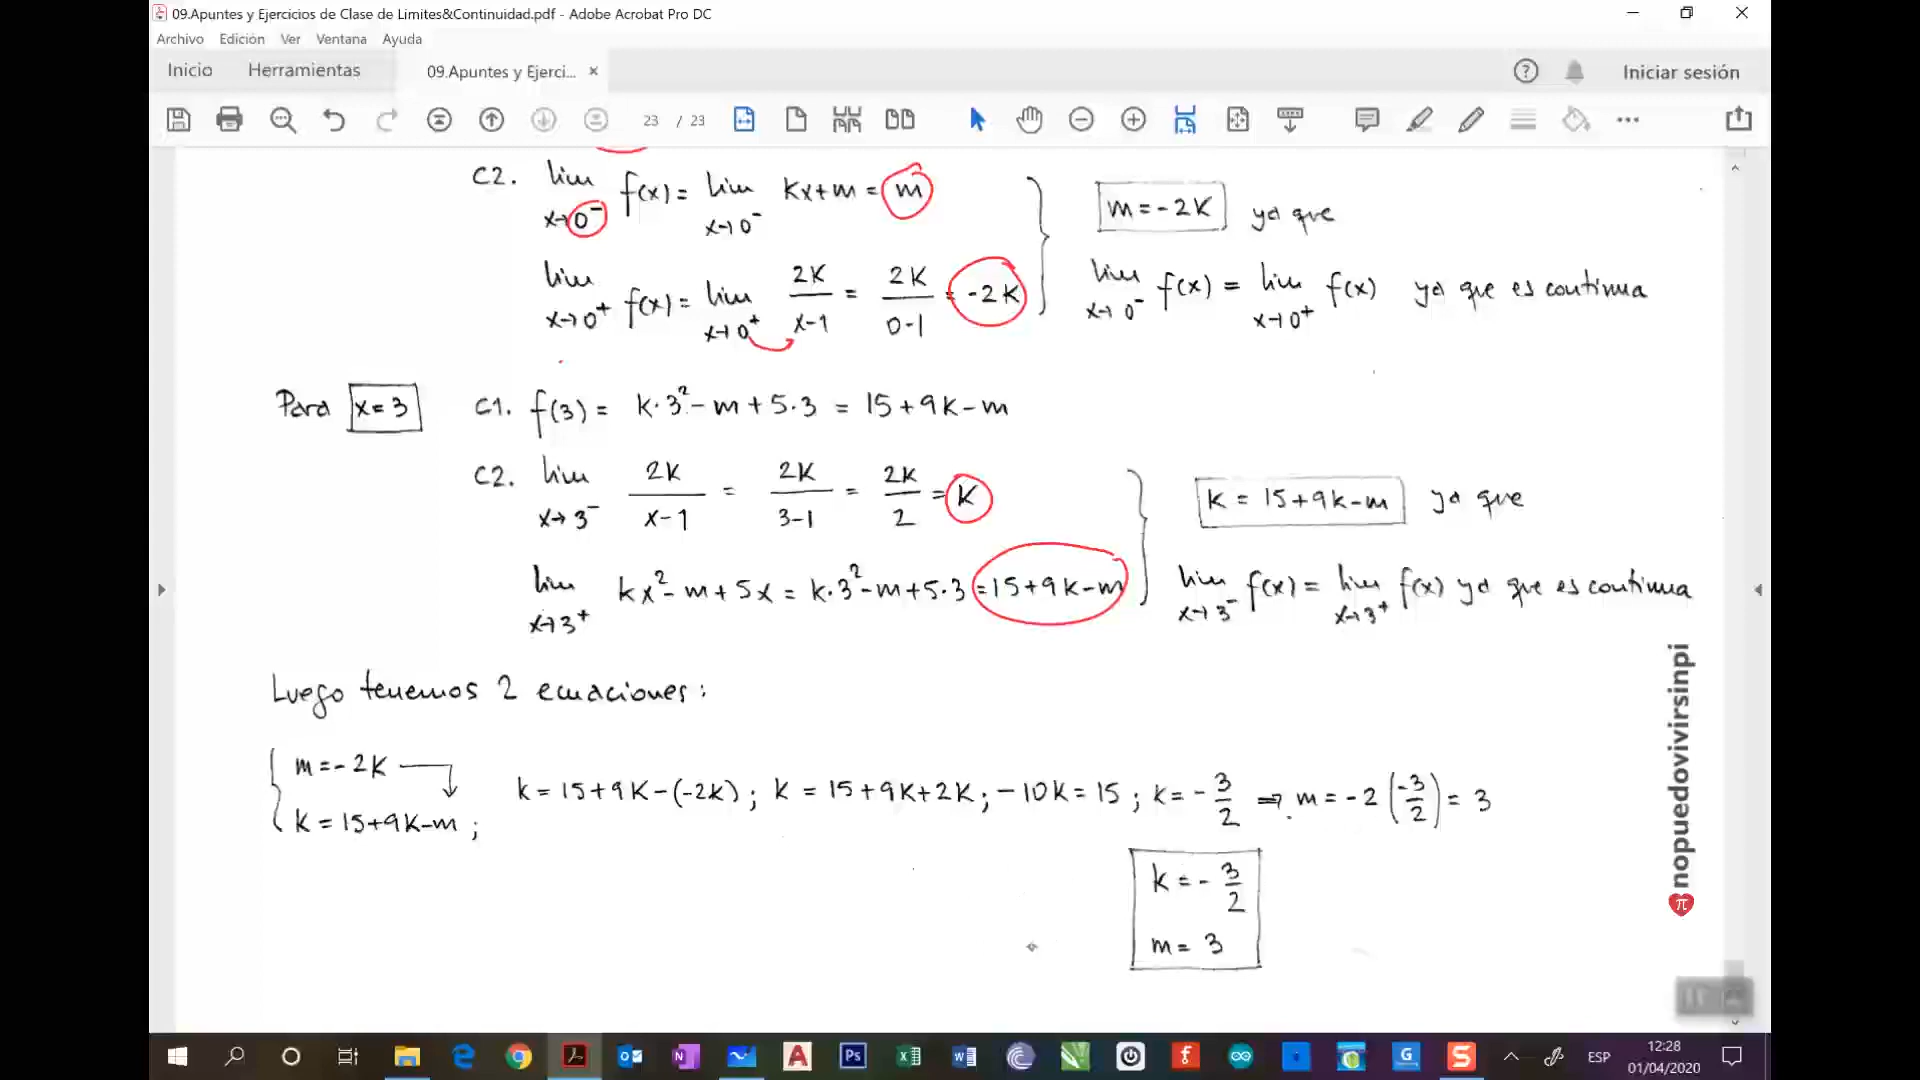 09.Apuntes y Ejercicios de Clase de Limites&Continuidad.pdf - Adobe Acrobat Pro DC
Archivo Edición Ver Ventana Ayuda
Inicio Herramientas 09.Apuntes y Ejerci... × Iniciar sesión
23 / 23
C2. lim x→0⁻ f(x) = lim x→0⁻ kx+m = m } m = -2K ya que
lim x→0⁺ f(x) = lim x→0⁺ 2K/(x-1) = 2K/(0-1) = -2K lim x→0⁻ f(x) = lim x→0⁺ f(x) ya que es continua
Para x=3 C1. f(3) = k·3²-m+5·3 = 15+9k-m
C2. lim x→3⁻ 2K/(x-1) = 2K/(3-1) = 2K/2 = K } k = 15+9k-m ya que
lim x→3⁺ kx²-m+5x = k·3²-m+5·3 = 15+9k-m lim x→3⁻ f(x) = lim x→3⁺ f(x) ya que es continua
Luego tenemos 2 ecuaciones:
{ m = -2K
k = 15+9K-m ; k = 15+9K-(-2K) ; k = 15+9K+2K ; -10k = 15 ; k = -3/2 ⇒ m = -2(-3/2) = 3
k = -3/2
m = 3
nopuedovivirsinpi
π
ESP
12:28
01/04/2020